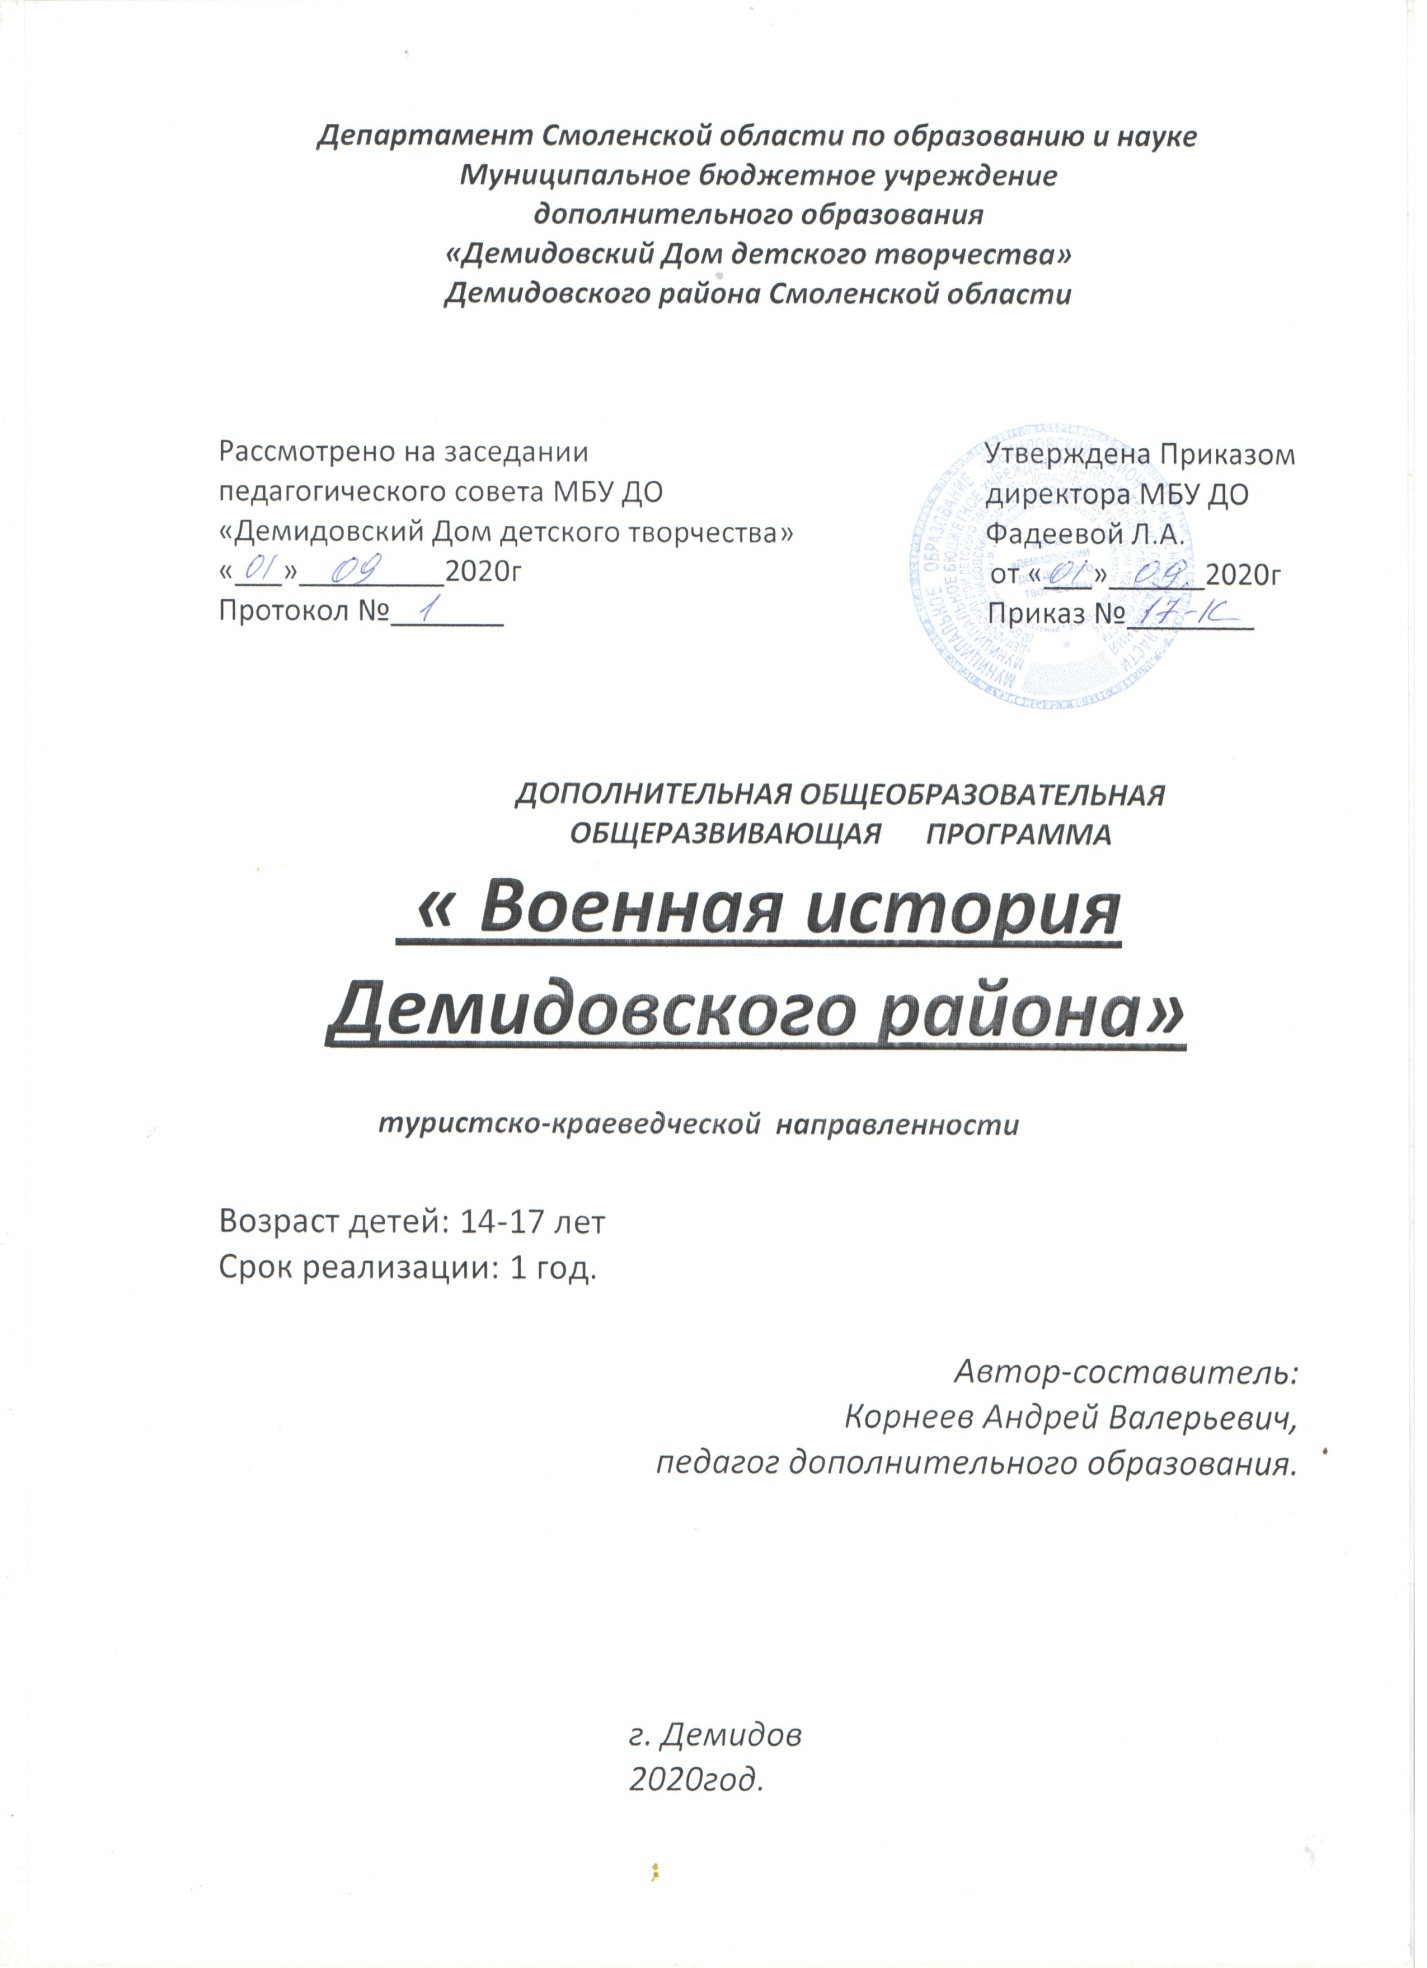 Департамент Смоленской области по образованию и науке
Муниципальное бюджетное учреждение
дополнительного образования
«Демидовский Дом детского творчества»
Демидовского района Смоленской области
Рассмотрено на заседании
педагогического совета МБУ ДО
«Демидовский Дом детского творчества»
«01» 09 2020г
Протокол № 1
Утверждена Приказом
директора МБУ ДО
Фадеевой Л.А.
от «01» 09. 2020г
Приказ № 17-К
ДОПОЛНИТЕЛЬНАЯ ОБЩЕОБРАЗОВАТЕЛЬНАЯ
ОБЩЕРАЗВИВАЮЩАЯ ПРОГРАММА
« Военная история
Демидовского района»
туристско-краеведческой направленности
Возраст детей: 14-17 лет
Срок реализации: 1 год.
Автор-составитель:
Корнеев Андрей Валерьевич,
педагог дополнительного образования.
г. Демидов
2020год.